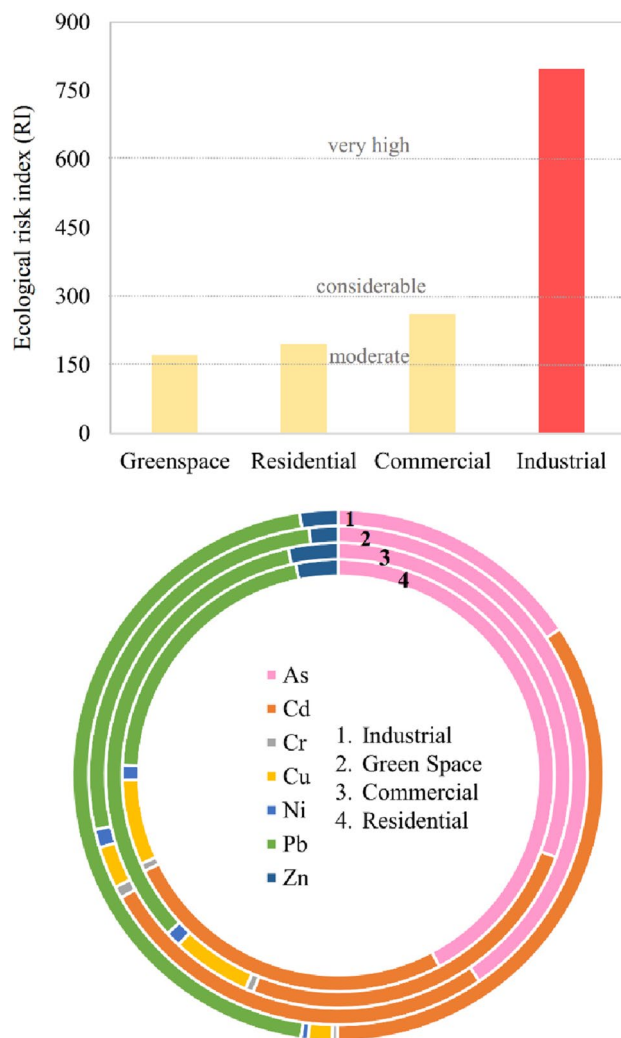 900
750
600
450
300
150
0
Ecological risk index (RI)
very high
considerable
moderate
Greenspace Residential Commercial Industrial
1
2
3
4
As
Cd
Cr
Cu
Ni
Pb
Zn
1. Industrial
2. Green Space
3. Commercial
4. Residential